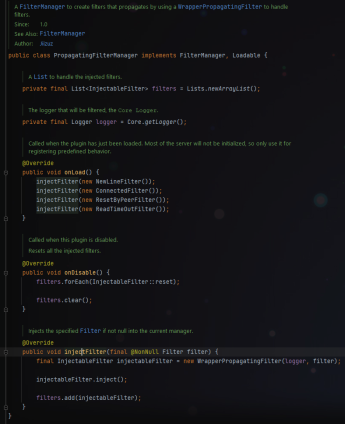 A FilterManager to create filters that propagates by using a WrapperPropagatingFilter to handle
filters.
Since: 1.0
See Also: FilterManager
Author:
public class PropagatingFilterManager implements FilterManager, Loadable {
A List to handle the injected filters.
private final List<InjectableFilter> filters = Lists.newArrayList();
The logger that will be filtered, the Core Logger.
private final Logger logger = Core.getLogger();
Called when the plugin has just been loaded. Most of the server will not be initialized, so only use it for
registering predefined behavior.
@Override
public void onLoad() {
injectFilter(new NewLineFilter());
injectFilter(new ConnectedFilter());
injectFilter(new ResetByPeerFilter());
injectFilter(new ReadTimeOutFilter());
}
Called when this plugin is disabled.
Resets all the injected filters.
@Override
public void onDisable() {
filters.forEach(InjectableFilter::reset);
filters.clear();
}
Injects the specified Filter if not null into the current manager.
@Override
public void injectFilter(final @NonNull Filter filter) {
final InjectableFilter injectableFilter = new WrapperPropagatingFilter(logger, filter);
injectableFilter.inject();
filters.add(injectableFilter);
}
}